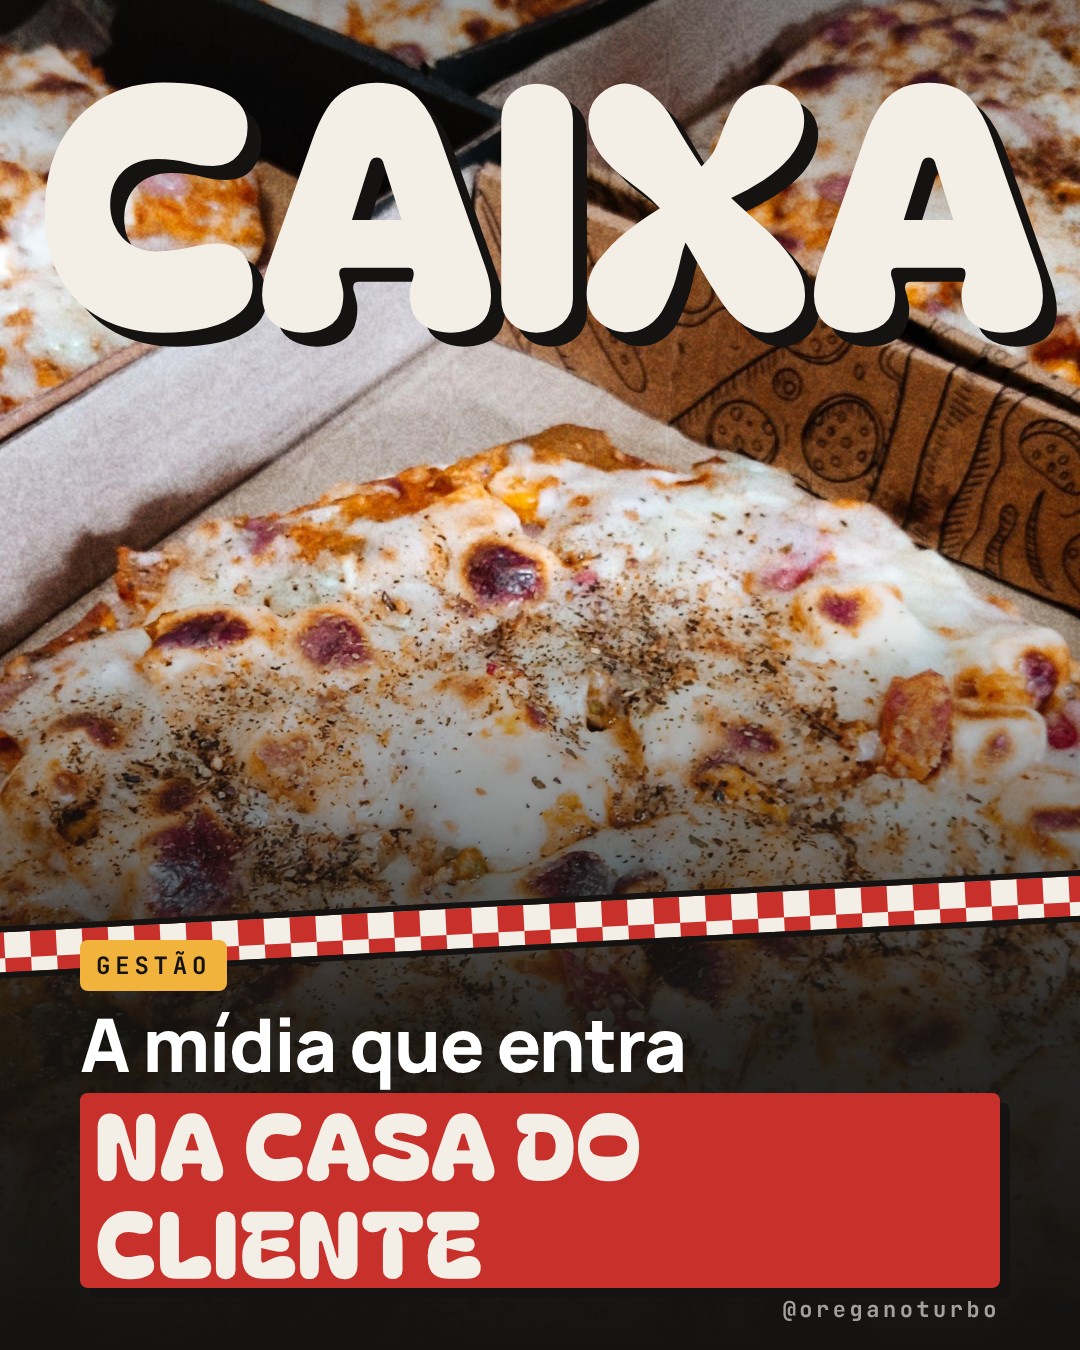 CAIXA
GESTÃO
A mídia que entra
NA CASA DO
CLIENTE
@oreganoturbo